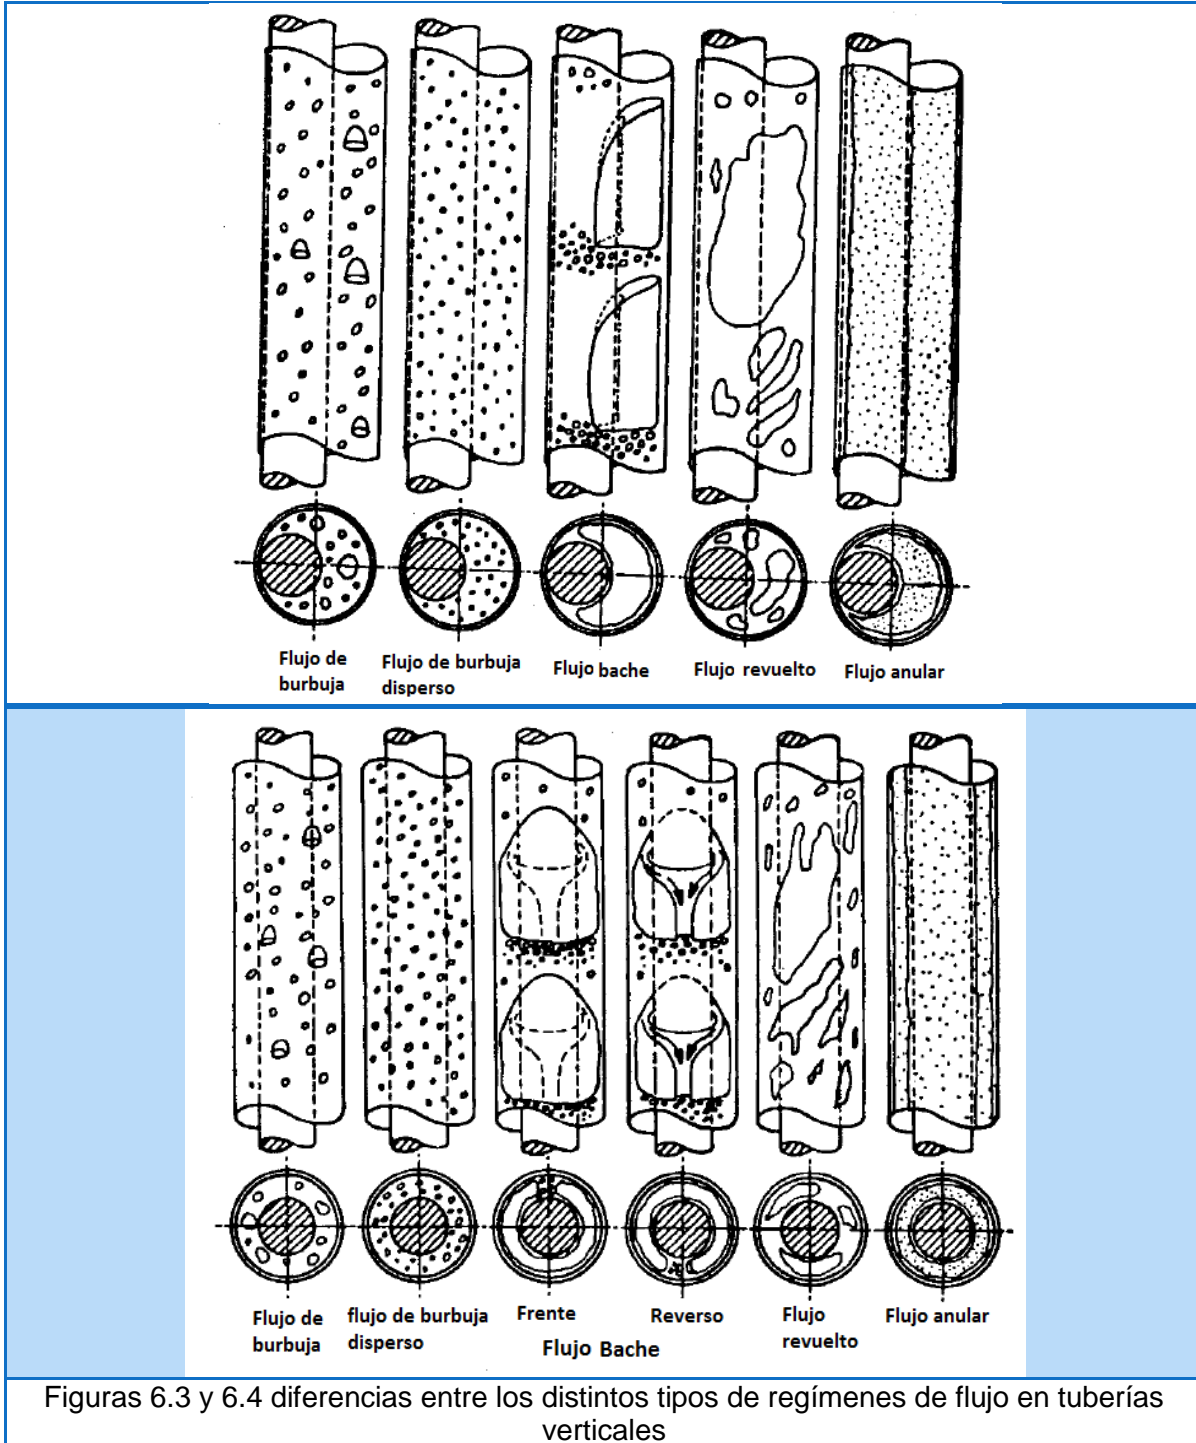 Flujo de
burbuja
Flujo de burbuja
disperso
Flujo bache
Flujo revuelto
Flujo anular
Flujo de
burbuja
flujo de burbuja
disperso
Frente
Reverso
Flujo Bache
Flujo
revuelto
Flujo anular
Figuras 6.3 y 6.4 diferencias entre los distintos tipos de regímenes de flujo en tuberías
verticales